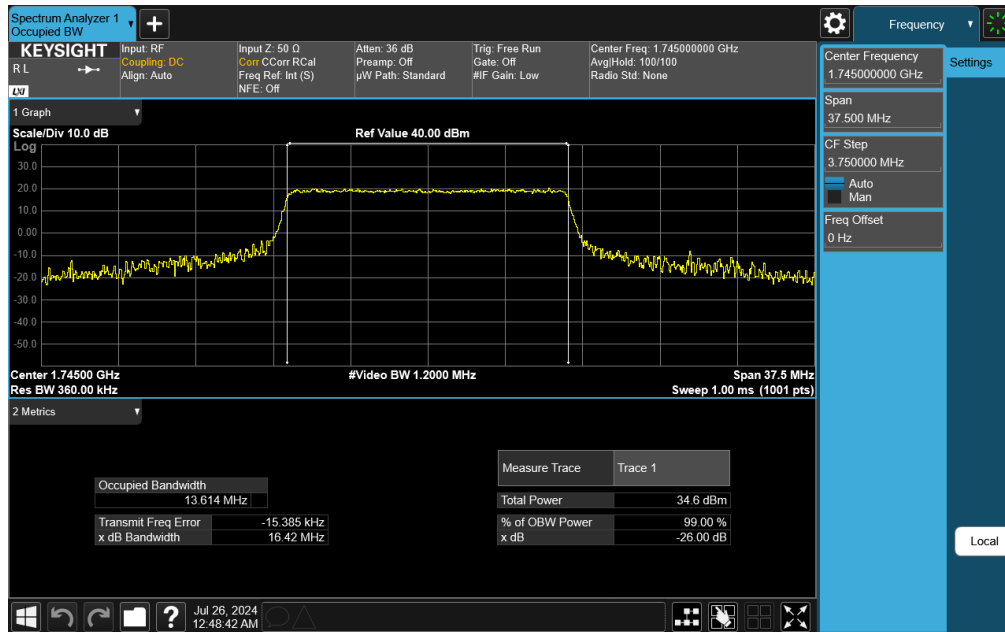 Spectrum Analyzer 1
Occupied BW
Frequency
KEYSIGHT
R L
LXI
Input: RF
Coupling: DC
Align: Auto
Input Z: 50 Ω
Corr CCorr RCal
Freq Ref: Int (S)
NFE: Off
Atten: 36 dB
Preamp: Off
µW Path: Standard
Trig: Free Run
Gate: Off
#IF Gain: Low
Center Freq: 1.745000000 GHz
Avg|Hold: 100/100
Radio Std: None
Center Frequency
1.745000000 GHz
Settings
Span
37.500 MHz
CF Step
3.750000 MHz
Auto
Man
Freq Offset
0 Hz
Local
1 Graph
Scale/Div 10.0 dB
Ref Value 40.00 dBm
Log
30.0
20.0
10.0
0.00
-10.0
-20.0
-30.0
-40.0
-50.0
Center 1.74500 GHz
#Video BW 1.2000 MHz
Span 37.5 MHz
Res BW 360.00 kHz
Sweep 1.00 ms (1001 pts)
2 Metrics
Measure Trace
Trace 1
Occupied Bandwidth
13.614 MHz
Total Power
34.6 dBm
Transmit Freq Error
-15.385 kHz
% of OBW Power
99.00 %
x dB Bandwidth
16.42 MHz
x dB
-26.00 dB
?
Jul 26, 2024
12:48:42 AM